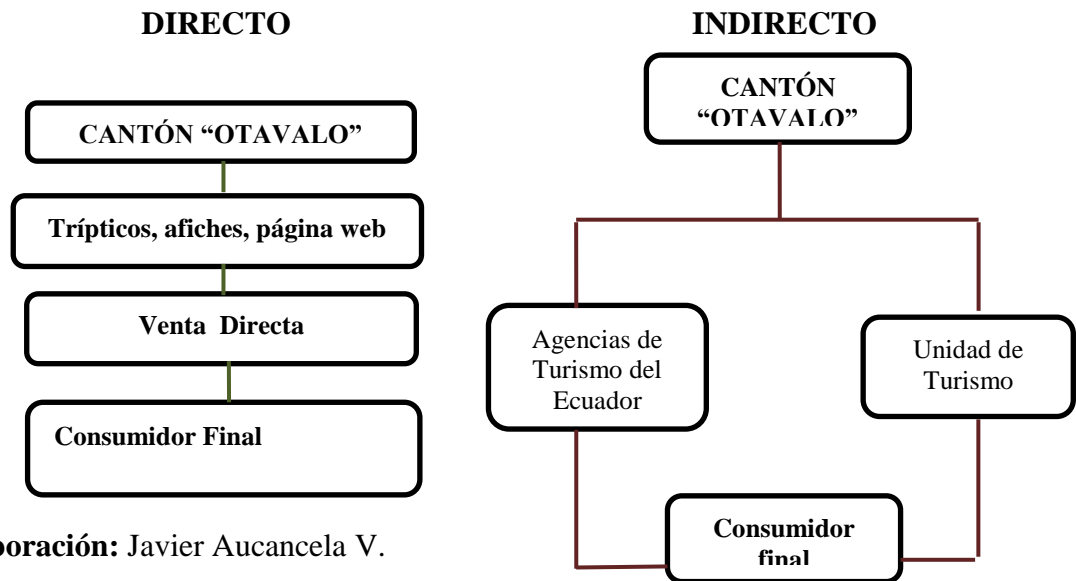 DIRECTO
CANTÓN “OTAVALO”
Trípticos, afiches, página web
Venta Directa
Consumidor Final
INDIRECTO
CANTÓN
“OTAVALO”
Agencias de
Turismo del
Ecuador
Unidad de
Turismo
Consumidor
final
poración: Javier Aucancela V.